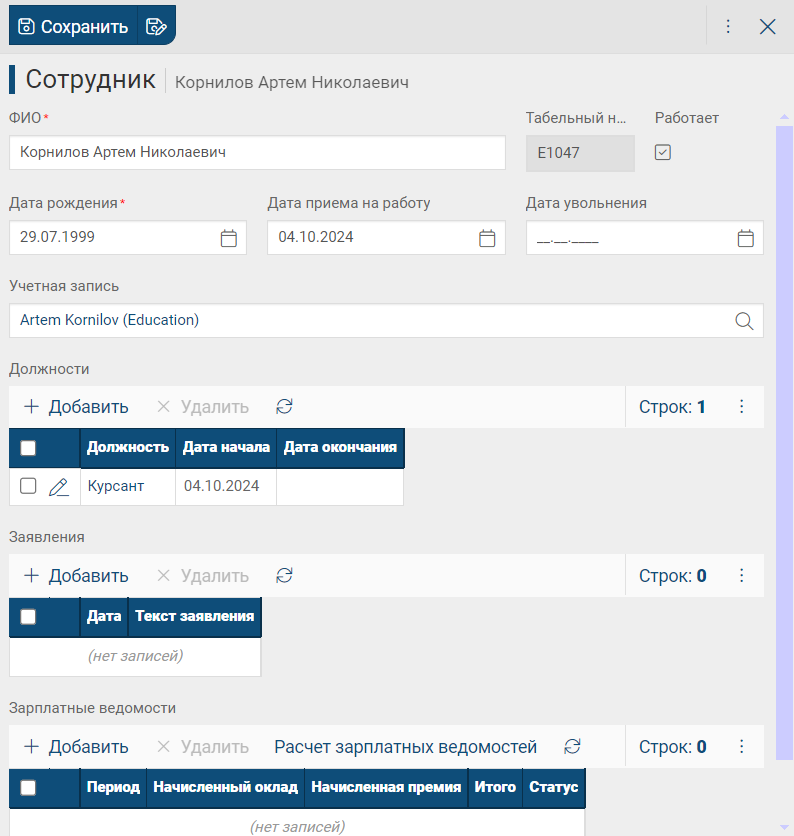 Сохранить
Сотрудник Корнилов Артем Николаевич
ФИО* Табельный н... Работает
Корнилов Артем Николаевич E1047
Дата рождения* Дата приема на работу Дата увольнения
29.07.1999 04.10.2024 __.__.____
Учетная запись
Artem Kornilov (Education)
Должности
Добавить Удалить Строк: 1
Должность Дата начала Дата окончания
Курсант 04.10.2024
Заявления
Добавить Удалить Строк: 0
Дата Текст заявления
(нет записей)
Зарплатные ведомости
Добавить Удалить Расчет зарплатных ведомостей Строк: 0
Период Начисленный оклад Начисленная премия Итого Статус
(нет записей)